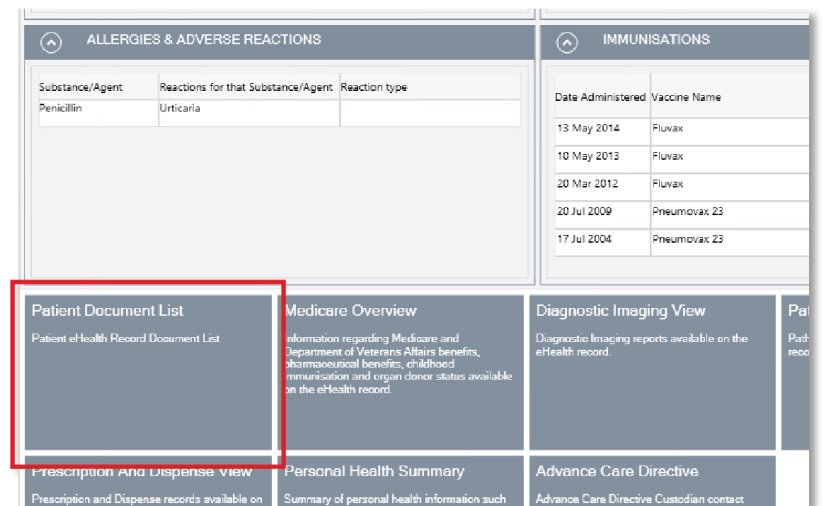 ALLERGIES & ADVERSE REACTIONS
Substance/Agent Reactions for that Substance/Agent Reaction type
Penicillin Urticaria
IMMUNISATIONS
Date Administered Vaccine Name
13 May 2014 Fluvax
10 May 2013 Fluvax
20 Mar 2012 Fluvax
20 Jul 2009 Pneumovax 23
17 Jul 2004 Pneumovax 23
Patient Document List
Patient eHealth Record Document List
Medicare Overview
Information regarding Medicare and
Department of Veterans Affairs benefits,
pharmaceutical benefits, childhood
immunisation and organ donor status available
on the eHealth record.
Diagnostic Imaging View
Diagnostic Imaging reports available on the
eHealth record.
Pat
Path
reco
Prescription And Dispense View
Prescription and Dispense records available on
Personal Health Summary
Summary of personal health information such
Advance Care Directive
Advance Care Directive Custodian contact